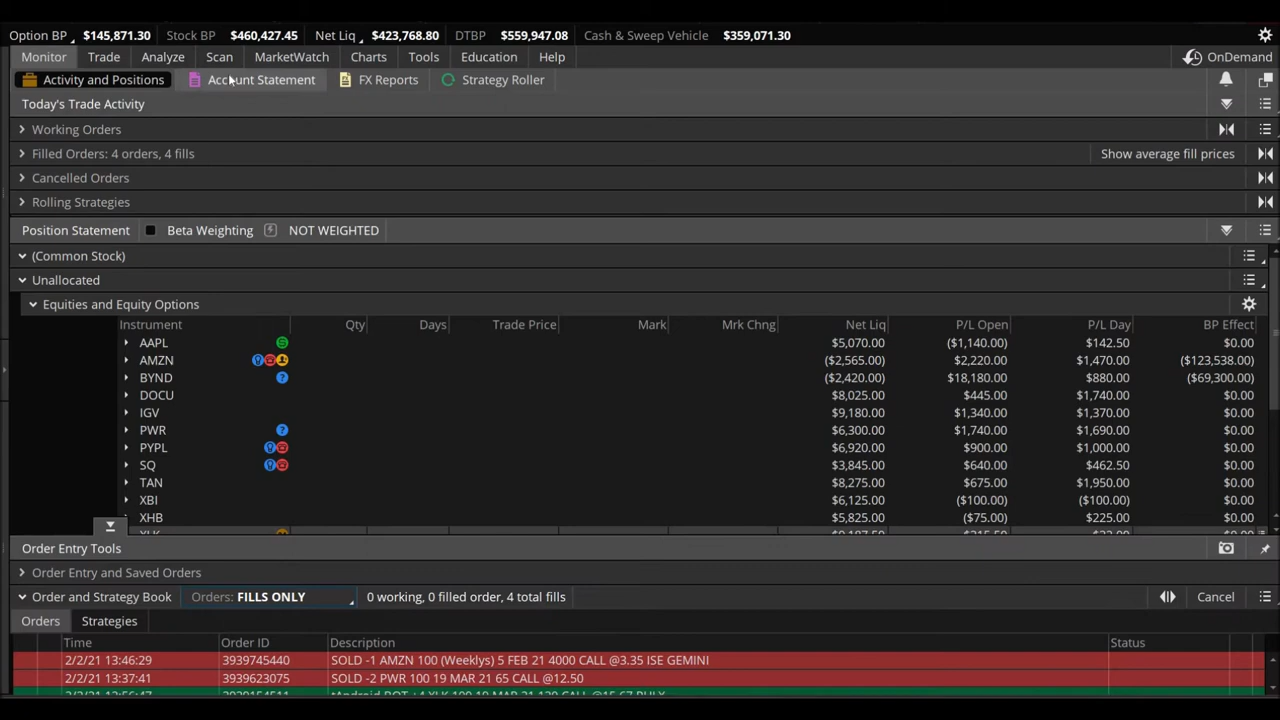 Option BP $145,871.30 Stock BP $460,427.45 Net Liq $423,768.80 DTBP $559,947.08 Cash & Sweep Vehicle $359,071.30
Monitor Trade Analyze Scan MarketWatch Charts Tools Education Help OnDemand
Activity and Positions Account Statement FX Reports Strategy Roller
Today's Trade Activity
Working Orders
Filled Orders: 4 orders, 4 fills Show average fill prices
Cancelled Orders
Rolling Strategies
Position Statement Beta Weighting NOT WEIGHTED
(Common Stock)
Unallocated
Equities and Equity Options
Instrument Qty Days Trade Price Mark Mrk Chng Net Liq P/L Open P/L Day BP Effect
AAPL $5,070.00 ($1,140.00) $142.50 $0.00
AMZN ($2,565.00) $2,220.00 $1,470.00 ($123,538.00)
BYND ? ($2,420.00) $18,180.00 $880.00 ($69,300.00)
DOCU $8,025.00 $445.00 $1,740.00 $0.00
IGV $9,180.00 $1,340.00 $1,370.00 $0.00
PWR ? $6,300.00 $1,740.00 $1,690.00 $0.00
PYPL $6,920.00 $900.00 $1,000.00 $0.00
SQ $3,845.00 $640.00 $462.50 $0.00
TAN $8,275.00 $675.00 $1,950.00 $0.00
XBI $6,125.00 ($100.00) ($100.00) $0.00
XHB $5,825.00 ($75.00) $225.00 $0.00
Order Entry Tools
Order Entry and Saved Orders
Order and Strategy Book Orders: FILLS ONLY 0 working, 0 filled order, 4 total fills Cancel
Orders Strategies
Time Order ID Description Status
2/2/21 13:46:29 3939745440 SOLD -1 AMZN 100 (Weeklys) 5 FEB 21 4000 CALL @3.35 ISE GEMINI
2/2/21 13:37:41 3939623075 SOLD -2 PWR 100 19 MAR 21 65 CALL @12.50